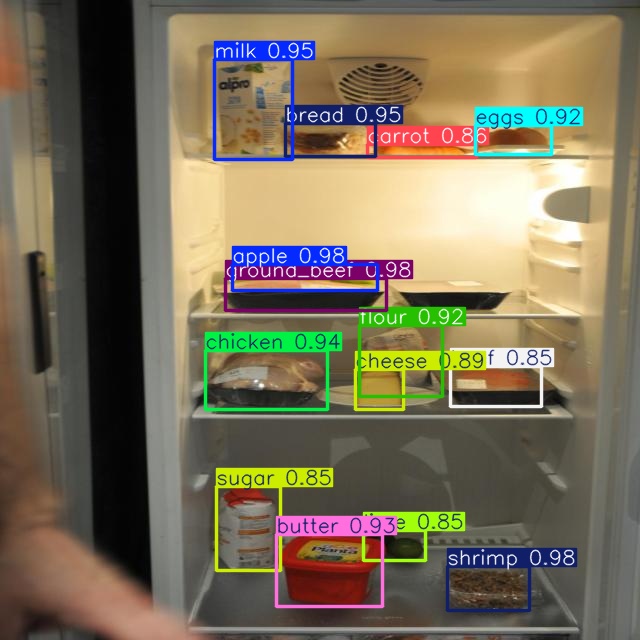 milk 0.95
alpro
bread 0.95
carrot 0.86
eggs 0.92
apple 0.98
ground_beef 0.98
flour 0.92
chicken 0.94
cheese 0.89
f 0.85
sugar 0.85
butter 0.93
0.85
Planta
shrimp 0.98